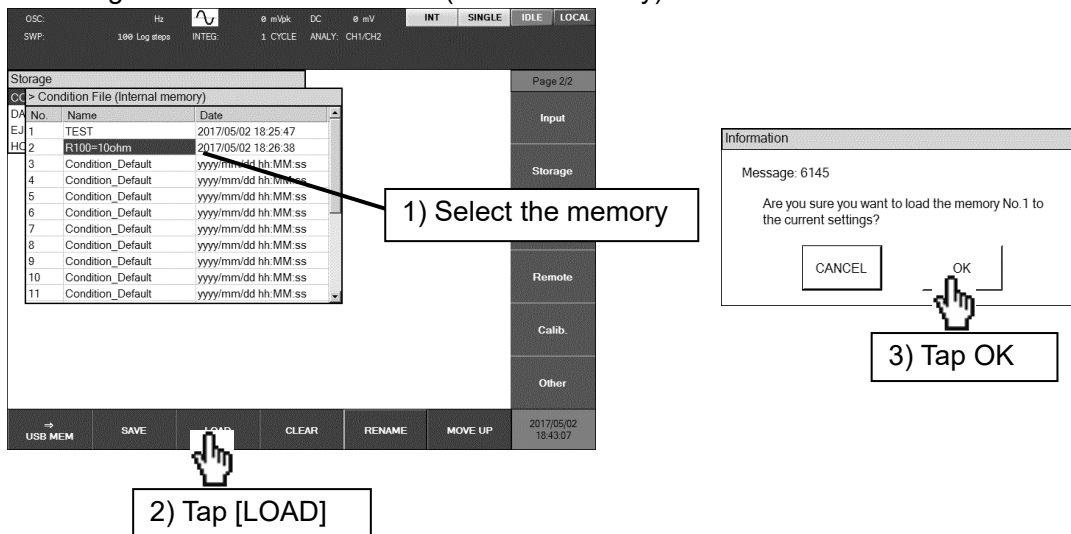 OSC: Hz 0 mVpk DC 0 mV INT SINGLE IDLE LOCAL
SWP: 100 Log steps INTEG: 1 CYCLE ANALY: CH1/CH2
Storage
> Condition File (Internal memory)
No. Name Date
1 TEST 2017/05/02 18:25:47
2 R100=10ohm 2017/05/02 18:26:38
3 Condition_Default yyyy/mm/dd hh:MM:ss
4 Condition_Default yyyy/mm/dd hh:MM:ss
5 Condition_Default yyyy/mm/dd hh:MM:ss
6 Condition_Default yyyy/mm/dd hh:MM:ss
7 Condition_Default yyyy/mm/dd hh:MM:ss
8 Condition_Default yyyy/mm/dd hh:MM:ss
9 Condition_Default yyyy/mm/dd hh:MM:ss
10 Condition_Default yyyy/mm/dd hh:MM:ss
11 Condition_Default yyyy/mm/dd hh:MM:ss
Page 2/2
Input
Storage
Remote
Calib.
Other
⇒
USB MEM SAVE LOAD CLEAR RENAME MOVE UP
2017/05/02
18:43:07
1) Select the memory
2) Tap [LOAD]
Information
Message: 6145
Are you sure you want to load the memory No.1 to
the current settings?
CANCEL OK
3) Tap OK